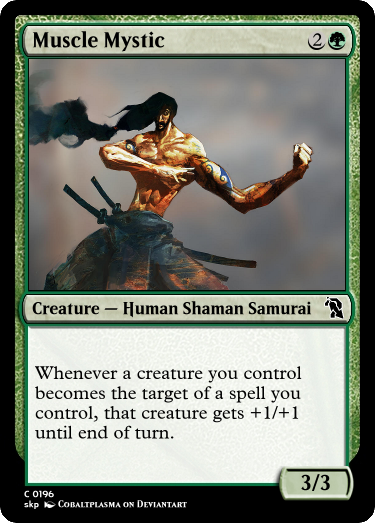 Muscle Mystic 2
Creature — Human Shaman Samurai
Whenever a creature you control
becomes the target of a spell you
control, that creature gets +1/+1
until end of turn.
3/3
C 0196
skp Cobaltplasma on Deviantart